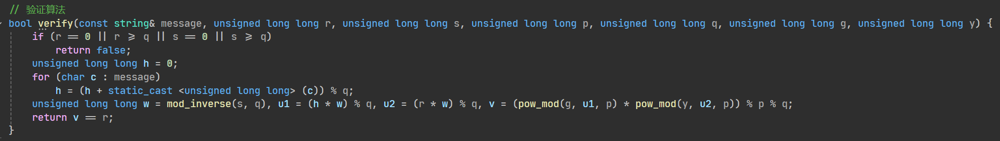 // 验证算法
bool verify(const string& message, unsigned long long r, unsigned long long s, unsigned long long p, unsigned long long q, unsigned long long g, unsigned long long y) {
    if (r == 0 || r >= q || s == 0 || s >= q)
        return false;
    unsigned long long h = 0;
    for (char c : message)
        h = (h + static_cast <unsigned long long> (c)) % q;
    unsigned long long w = mod_inverse(s, q), u1 = (h * w) % q, u2 = (r * w) % q, v = (pow_mod(g, u1, p) * pow_mod(y, u2, p)) % p % q;
    return v == r;
}